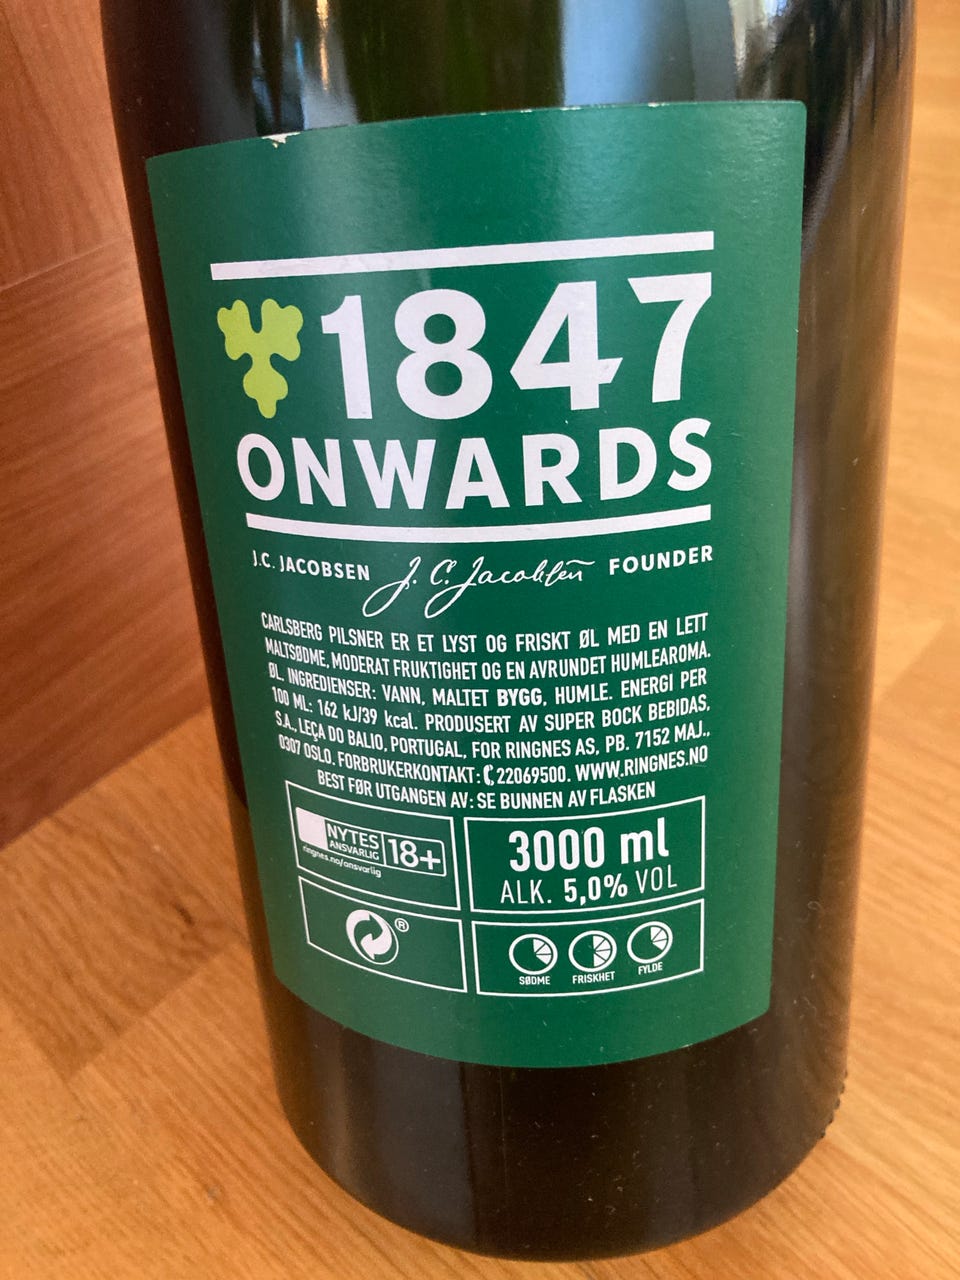 1847
ONWARDS
J.C. JACOBSEN J.C. Jacobsen FOUNDER
CARLSBERG PILSNER ER ET LYST OG FRISKT ØL MED EN LETT
MALTSØDME, MODERAT FRUKTIGHET OG EN AVRUNDET HUMLEAROMA.
ØL. INGREDIENSER: VANN, MALTET BYGG, HUMLE. ENERGI PER
100 ML: 162 kJ/39 kcal. PRODUSERT AV SUPER BOCK BEBIDAS,
S.A., LEÇA DO BALIO, PORTUGAL, FOR RINGNES AS, PB. 7152 MAJ.,
0307 OSLO. FORBRUKERKONTAKT: 22069500. WWW.RINGNES.NO
BEST FØR UTGANGEN AV: SE BUNNEN AV FLASKEN
NYTES
ANSVARLIG
18+
ringnes.no/ansvarlig
3000 ml
ALK. 5,0% VOL
®
SØDME FRISKHET FYLDE